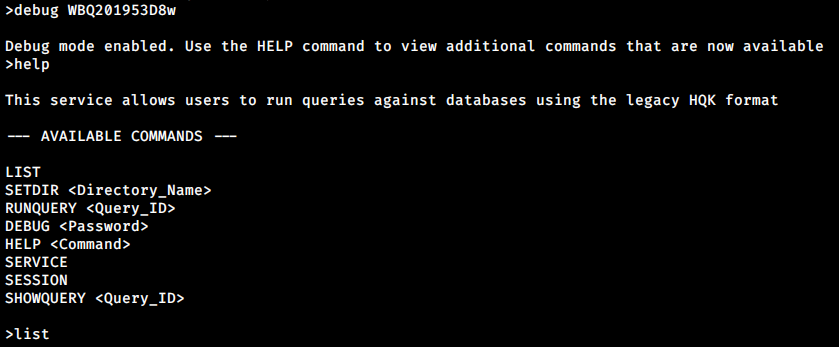 >debug WBQ201953D8w
Debug mode enabled. Use the HELP command to view additional commands that are now available
>help
This service allows users to run queries against databases using the legacy HQK format
--- AVAILABLE COMMANDS ---
LIST
SETDIR <Directory_Name>
RUNQUERY <Query_ID>
DEBUG <Password>
HELP <Command>
SERVICE
SESSION
SHOWQUERY <Query_ID>
>list